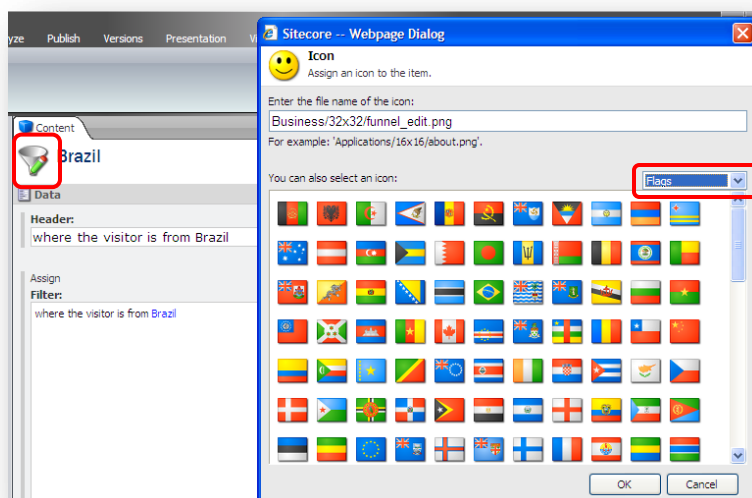 yze Publish Versions Presentation
Content
Brazil
Data
Header:
where the visitor is from Brazil
Assign
Filter:
where the visitor is from Brazil
Sitecore -- Webpage Dialog
Icon
Assign an icon to the item.
Enter the file name of the icon:
Business/32x32/funnel_edit.png
For example: 'Applications/16x16/about.png'.
You can also select an icon:
Flags
OK Cancel